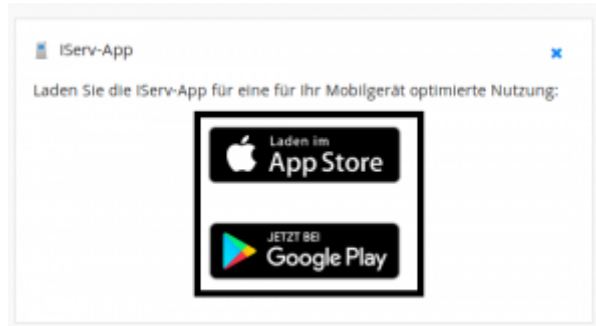 IServ-App
Laden Sie die IServ-App für eine für Ihr Mobilgerät optimierte Nutzung:
Laden im
App Store
JETZT BEI
Google Play